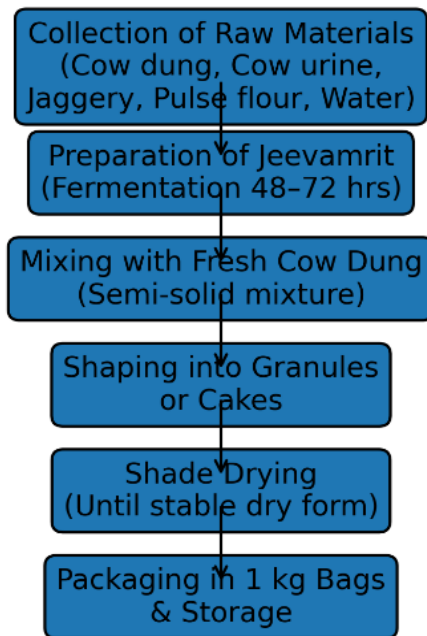 Collection of Raw Materials
(Cow dung, Cow urine,
Jaggery, Pulse flour, Water)
Preparation of Jeevamrit
(Fermentation 48–72 hrs)
Mixing with Fresh Cow Dung
(Semi-solid mixture)
Shaping into Granules
or Cakes
Shade Drying
(Until stable dry form)
Packaging in 1 kg Bags
& Storage